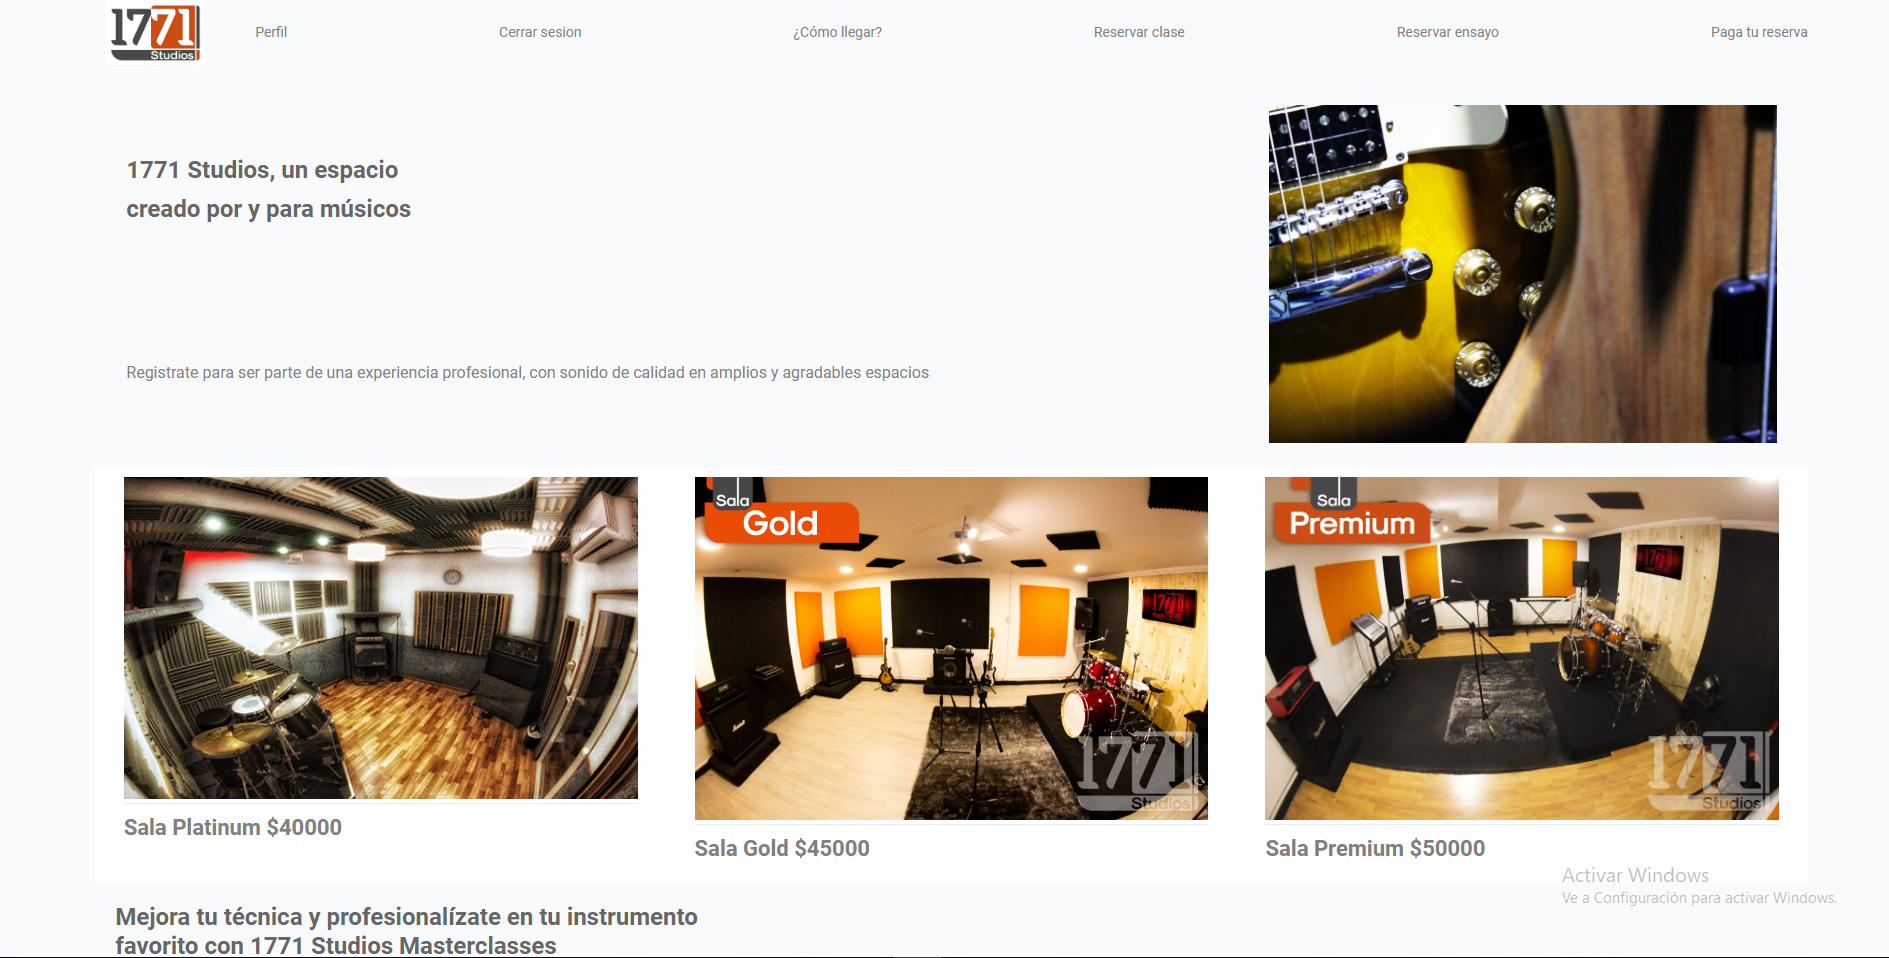 1771
Studios
Perfil
Cerrar sesion
¿Cómo llegar?
Reservar clase
Reservar ensayo
Paga tu reserva
1771 Studios, un espacio
creado por y para músicos
Registrate para ser parte de una experiencia profesional, con sonido de calidad en amplios y agradables espacios
Sala
Gold
1771
1771
Studios
Sala
Premium
1771
1771
Studios
Sala Platinum $40000
Sala Gold $45000
Sala Premium $50000
Activar Windows
Ve a Configuración para activar Windows.
Mejora tu técnica y profesionalízate en tu instrumento
favorito con 1771 Studios Masterclasses